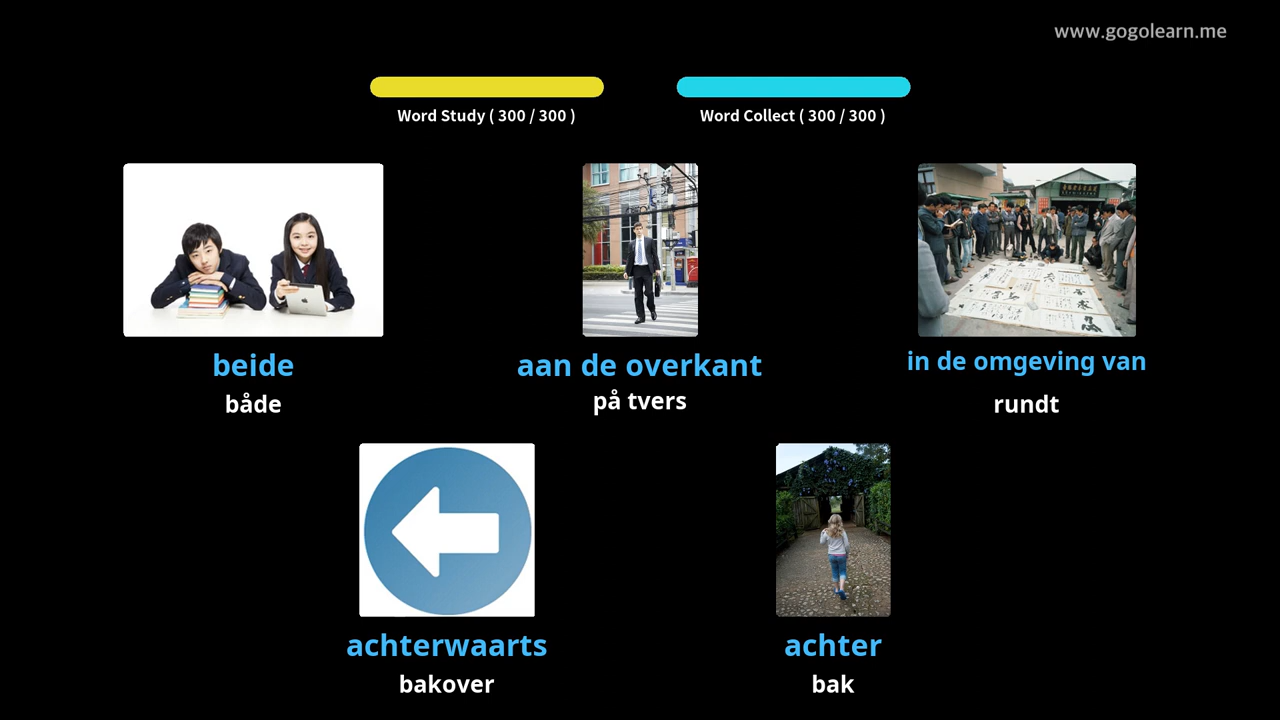 www.gogolearn.me
Word Study ( 300 / 300 )
Word Collect ( 300 / 300 )
beide
både
aan de overkant
på tvers
in de omgeving van
rundt
achterwaarts
bakover
achter
bak